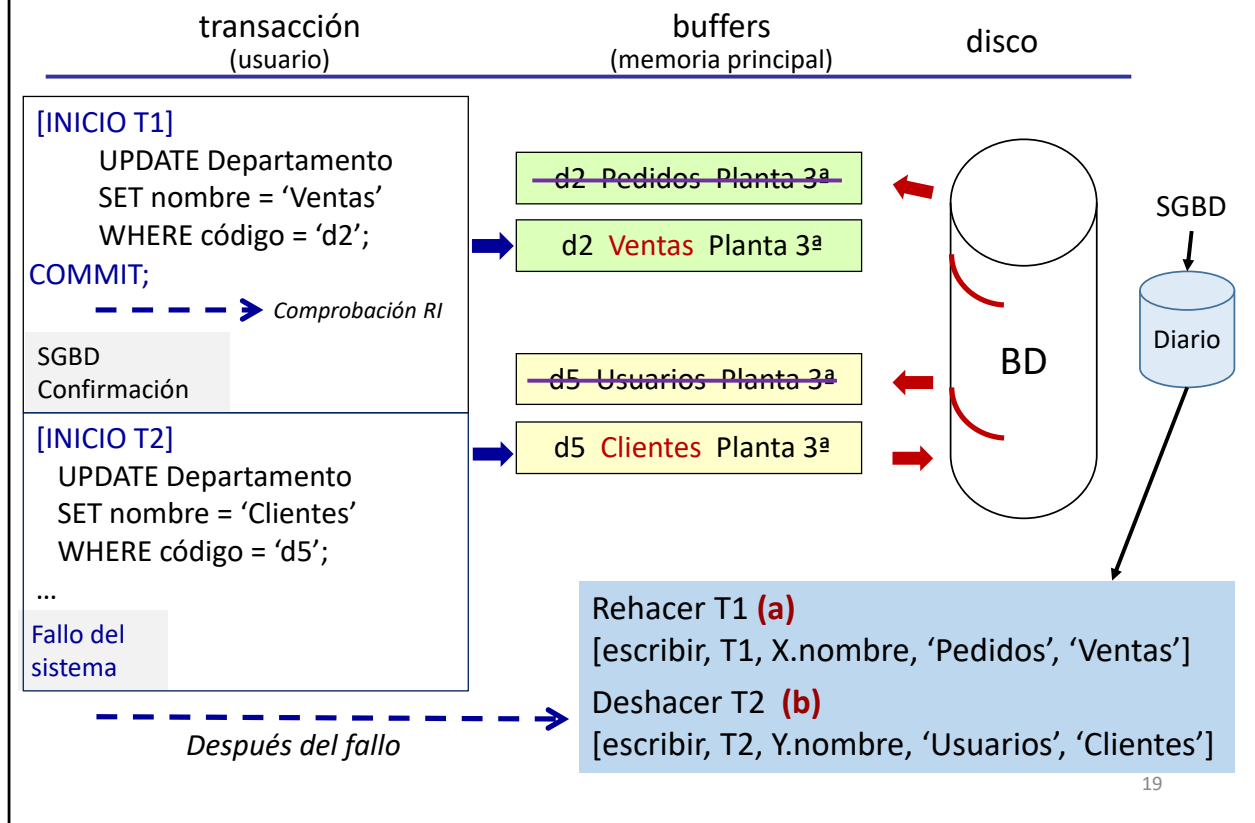 transacción
(usuario)
buffers
(memoria principal)
disco
[INICIO T1]
UPDATE Departamento
SET nombre = ‘Ventas’
WHERE código = ‘d2’;
COMMIT;
Comprobación RI
SGBD
Confirmación
[INICIO T2]
UPDATE Departamento
SET nombre = ‘Clientes’
WHERE código = ‘d5’;
...
Fallo del
sistema
Después del fallo
d2 Pedidos Planta 3ª
d2 Ventas Planta 3ª
d5 Usuarios Planta 3ª
d5 Clientes Planta 3ª
BD
SGBD
Diario
Rehacer T1 (a)
[escribir, T1, X.nombre, ‘Pedidos’, ‘Ventas’]
Deshacer T2 (b)
[escribir, T2, Y.nombre, ‘Usuarios’, ‘Clientes’]
19